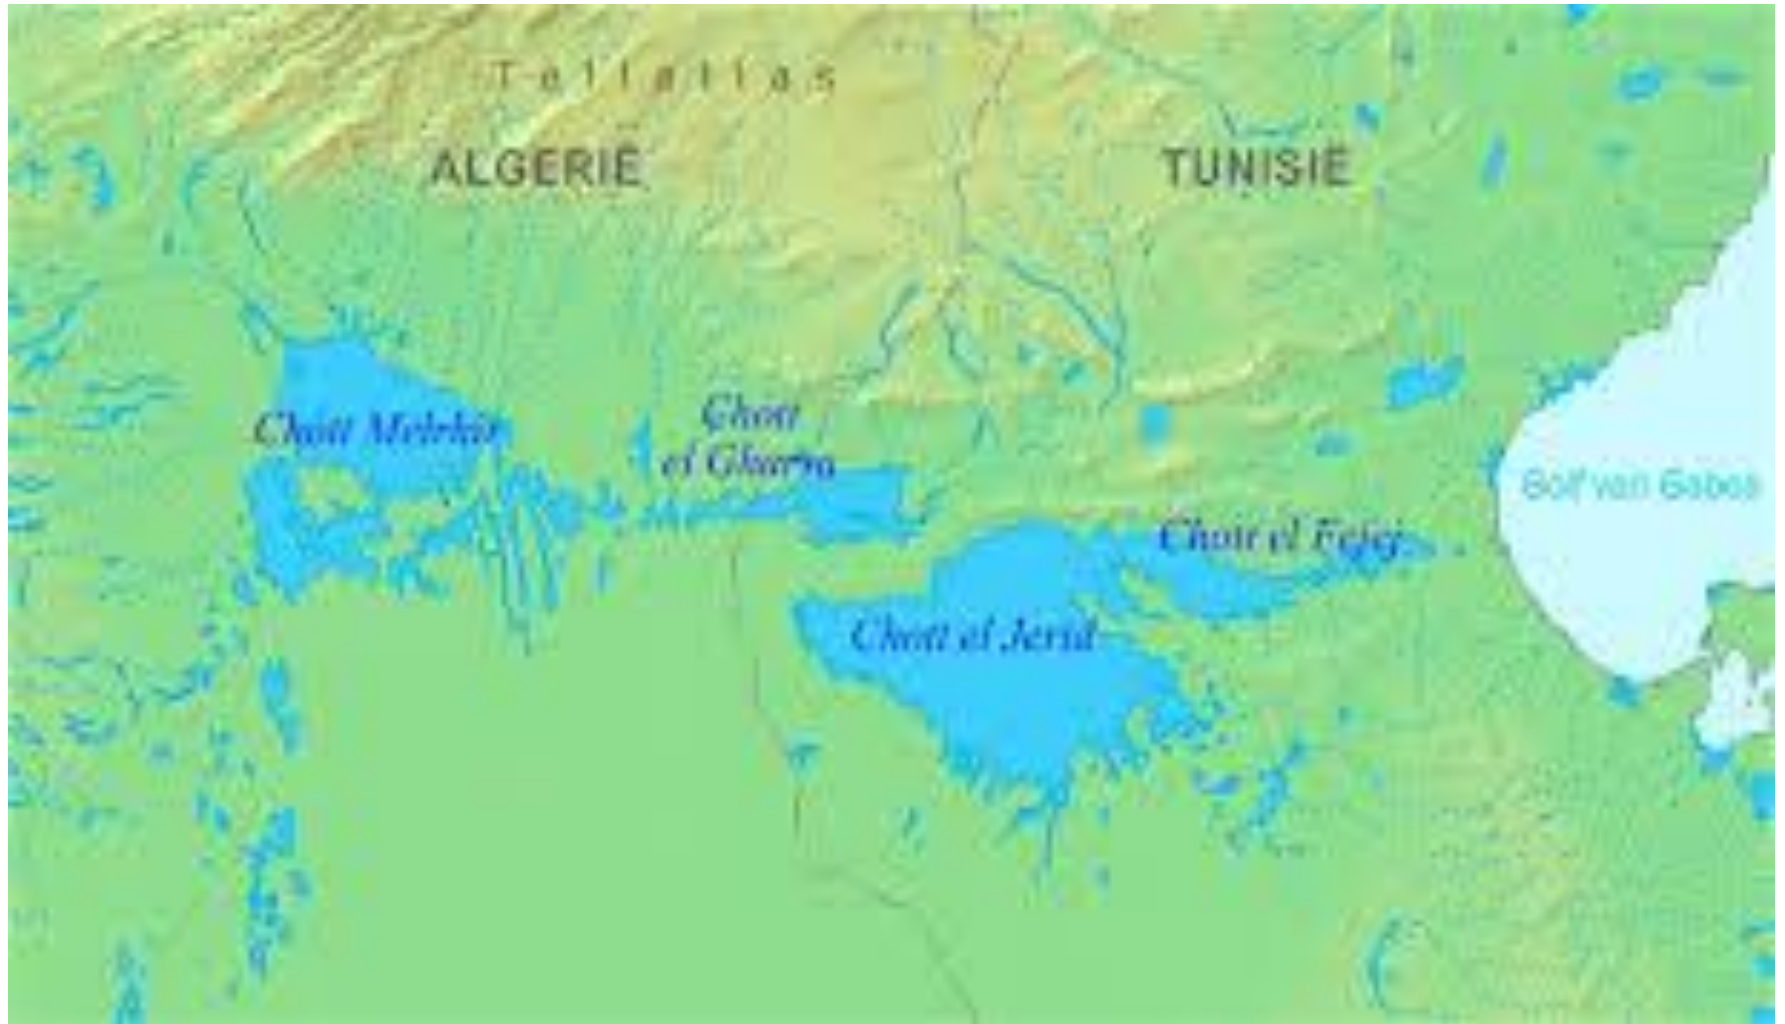 Tellatlas
ALGERIË
TUNISIË
Chott Melrhir
Chott
el Gharsa
Chott el Fejej
Chott el Jerid
Golf van Gabes